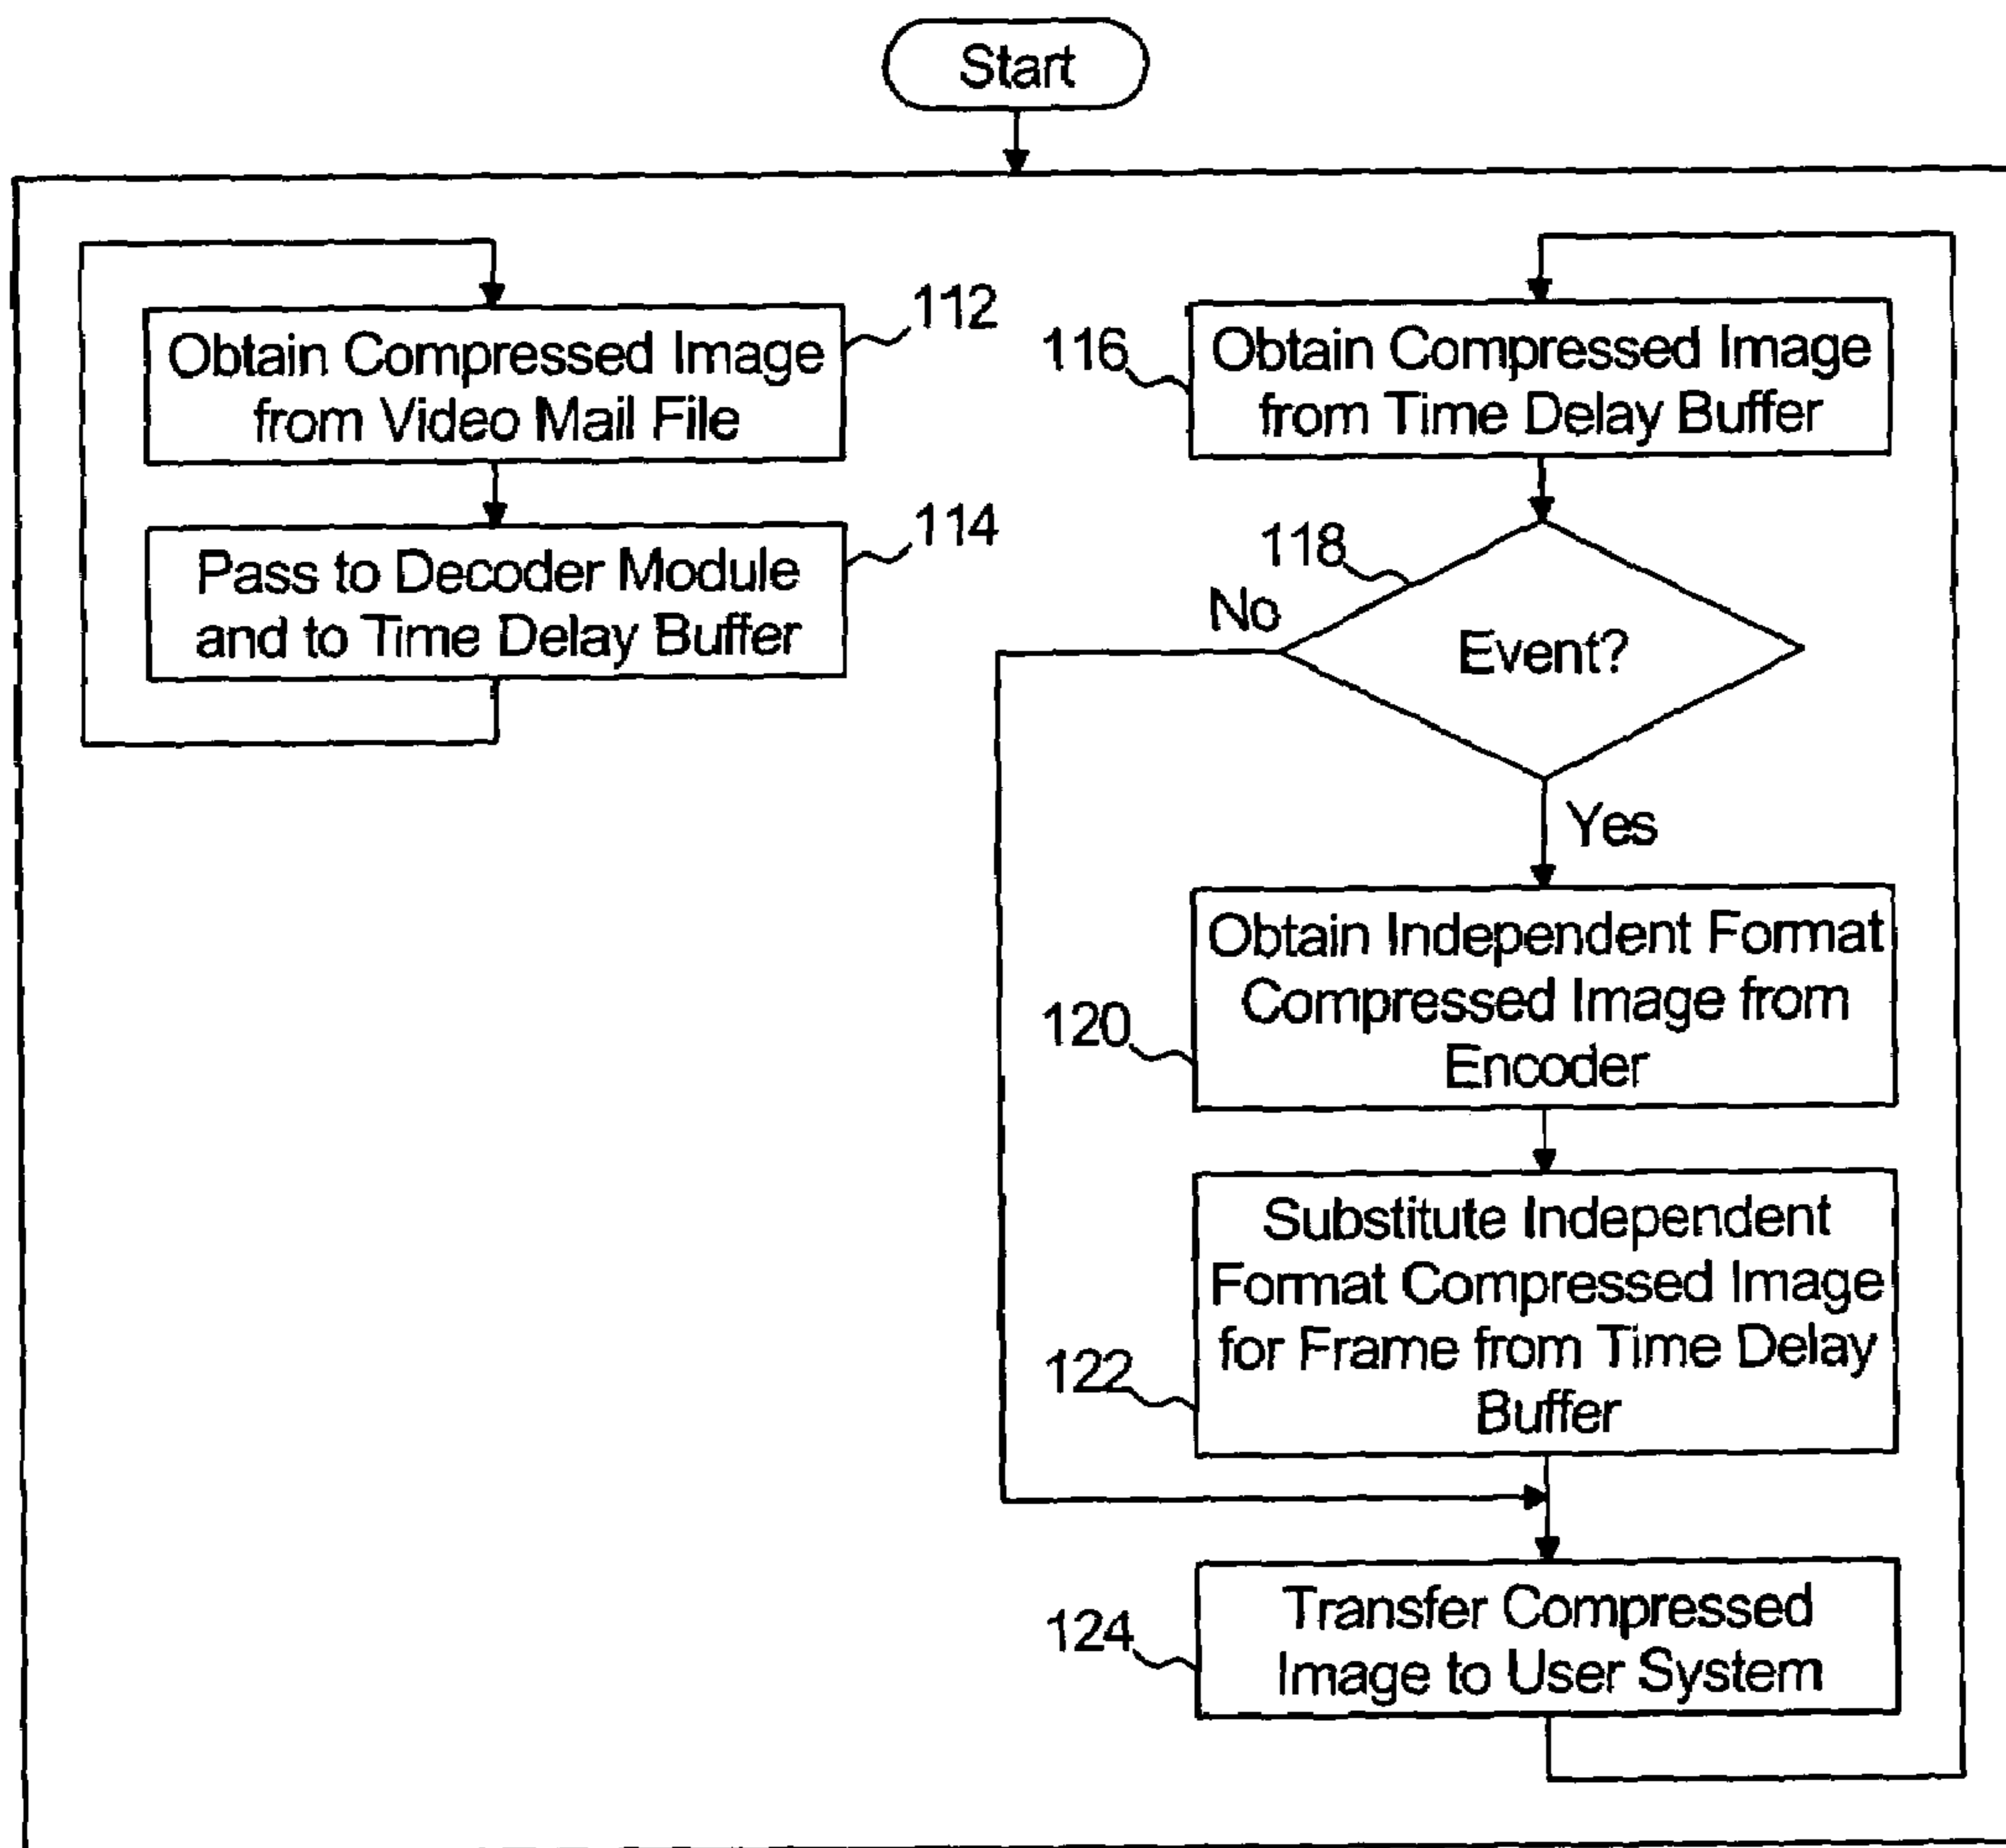 Start
112
Obtain Compressed Image
from Video Mail File
114
Pass to Decoder Module
and to Time Delay Buffer
116
Obtain Compressed Image
from Time Delay Buffer
118
No
Event?
Yes
120
Obtain Independent Format
Compressed Image from
Encoder
122
Substitute Independent
Format Compressed Image
for Frame from Time Delay
Buffer
124
Transfer Compressed
Image to User System